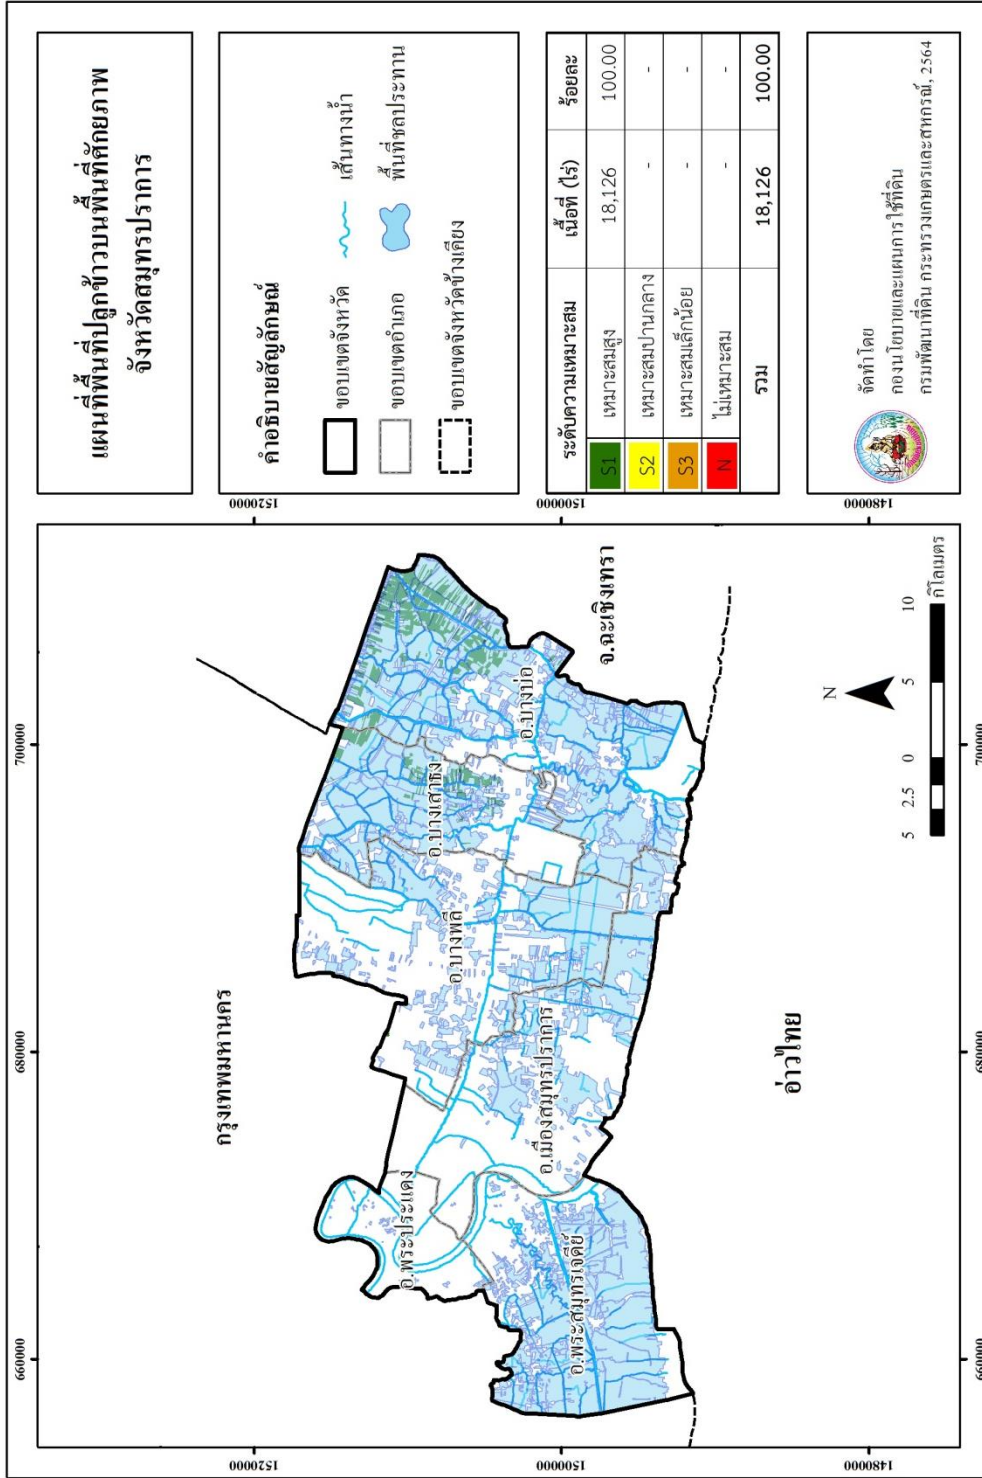 แผนที่พื้นที่ปลูกข้าวบนพื้นที่ศักยภาพ
จังหวัดสมุทรปราการ
คำอธิบายสัญลักษณ์
ขอบเขตจังหวัด
เส้นทางน้ำ
ขอบเขตอำเภอ
พื้นที่ชลประทาน
ขอบเขตจังหวัดข้างเคียง
ระดับความเหมาะสม เนื้อที่ (ไร่) ร้อยละ
S1 เหมาะสมสูง 18,126 100.00
S2 เหมาะสมปานกลาง - -
S3 เหมาะสมเล็กน้อย - -
N ไม่เหมาะสม - -
รวม 18,126 100.00
จัดทำโดย
กองนโยบายและแผนการใช้ที่ดิน
กรมพัฒนาที่ดิน กระทรวงเกษตรและสหกรณ์, 2564
660000 680000 700000
1520000 1520000
1500000 1500000
1480000 1480000
กรุงเทพมหานคร
อ.พระประแดง
อ.บางพลี
อ.บางเสาธง
อ.บางบ่อ
อ.เมืองสมุทรปราการ
อ.พระสมุทรเจดีย์
จ.ฉะเชิงเทรา
อ่าวไทย
N
5 2.5 0 5 10
กิโลเมตร
660000 680000 700000